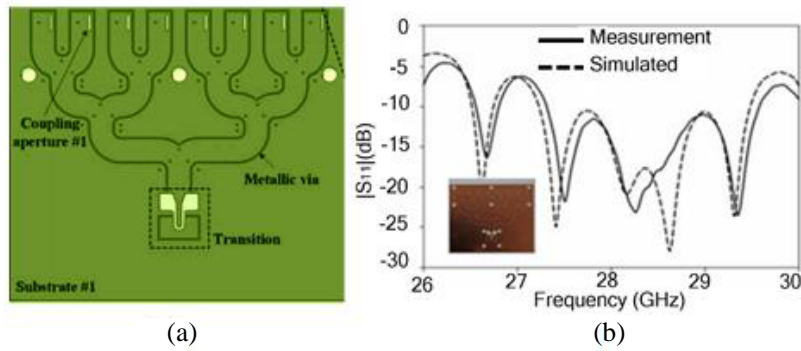 Coupling-
aperture #1
Metallic via
Transition
Substrate #1
(a)
0
-5
-10
-15
-20
-25
-30
|S11|(dB)
Measurement
Simulated
26
27
28
29
30
Frequency (GHz)
(b)